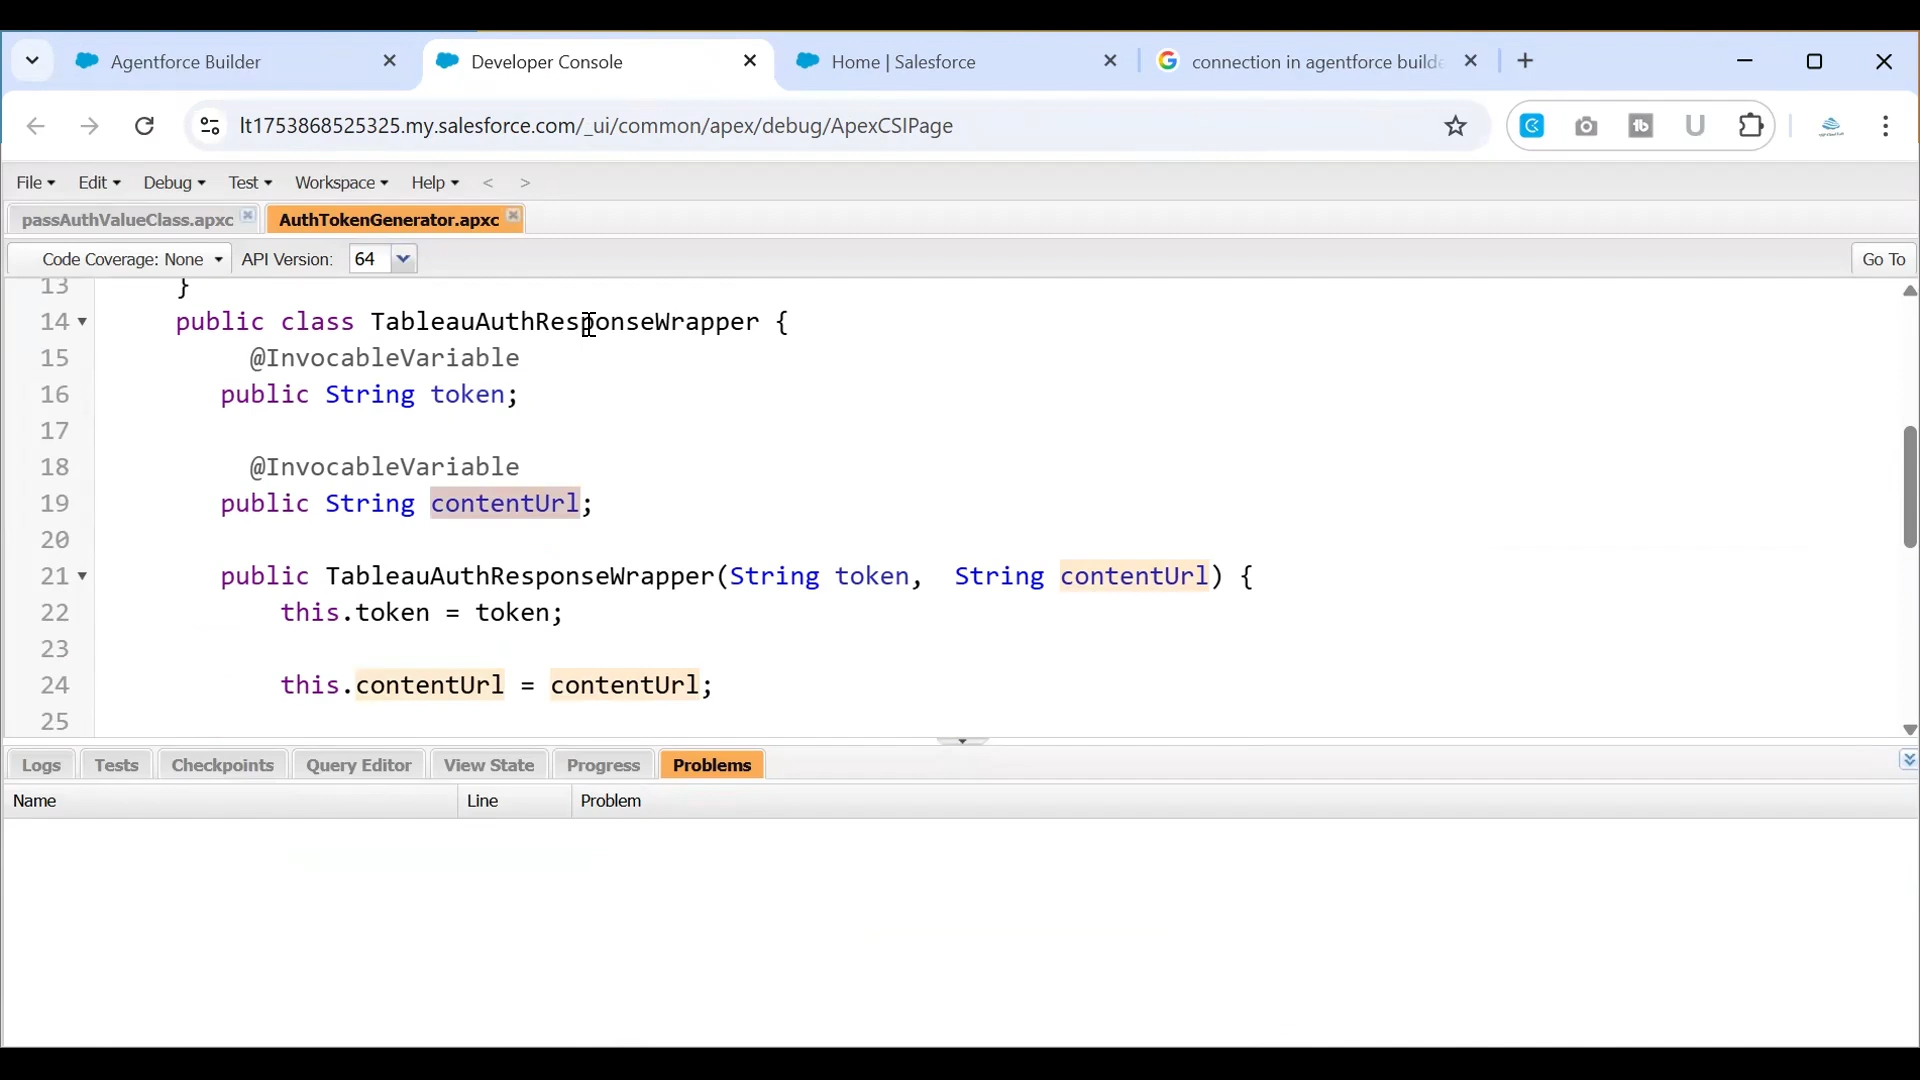 Agentforce Builder
Developer Console
Home | Salesforce
connection in agentforce builde
lt1753868525325.my.salesforce.com/_ui/common/apex/debug/ApexCSIPage
File Edit Debug Test Workspace Help < >
passAuthValueClass.apxc
AuthTokenGenerator.apxc
Code Coverage: None API Version: 64 Go To
13 }
14 public class TableauAuthResponseWrapper {
15 @InvocableVariable
16 public String token;
17
18 @InvocableVariable
19 public String contentUrl;
20
21 public TableauAuthResponseWrapper(String token,  String contentUrl) {
22 this.token = token;
23
24 this.contentUrl = contentUrl;
25
Logs Tests Checkpoints Query Editor View State Progress Problems
Name Line Problem